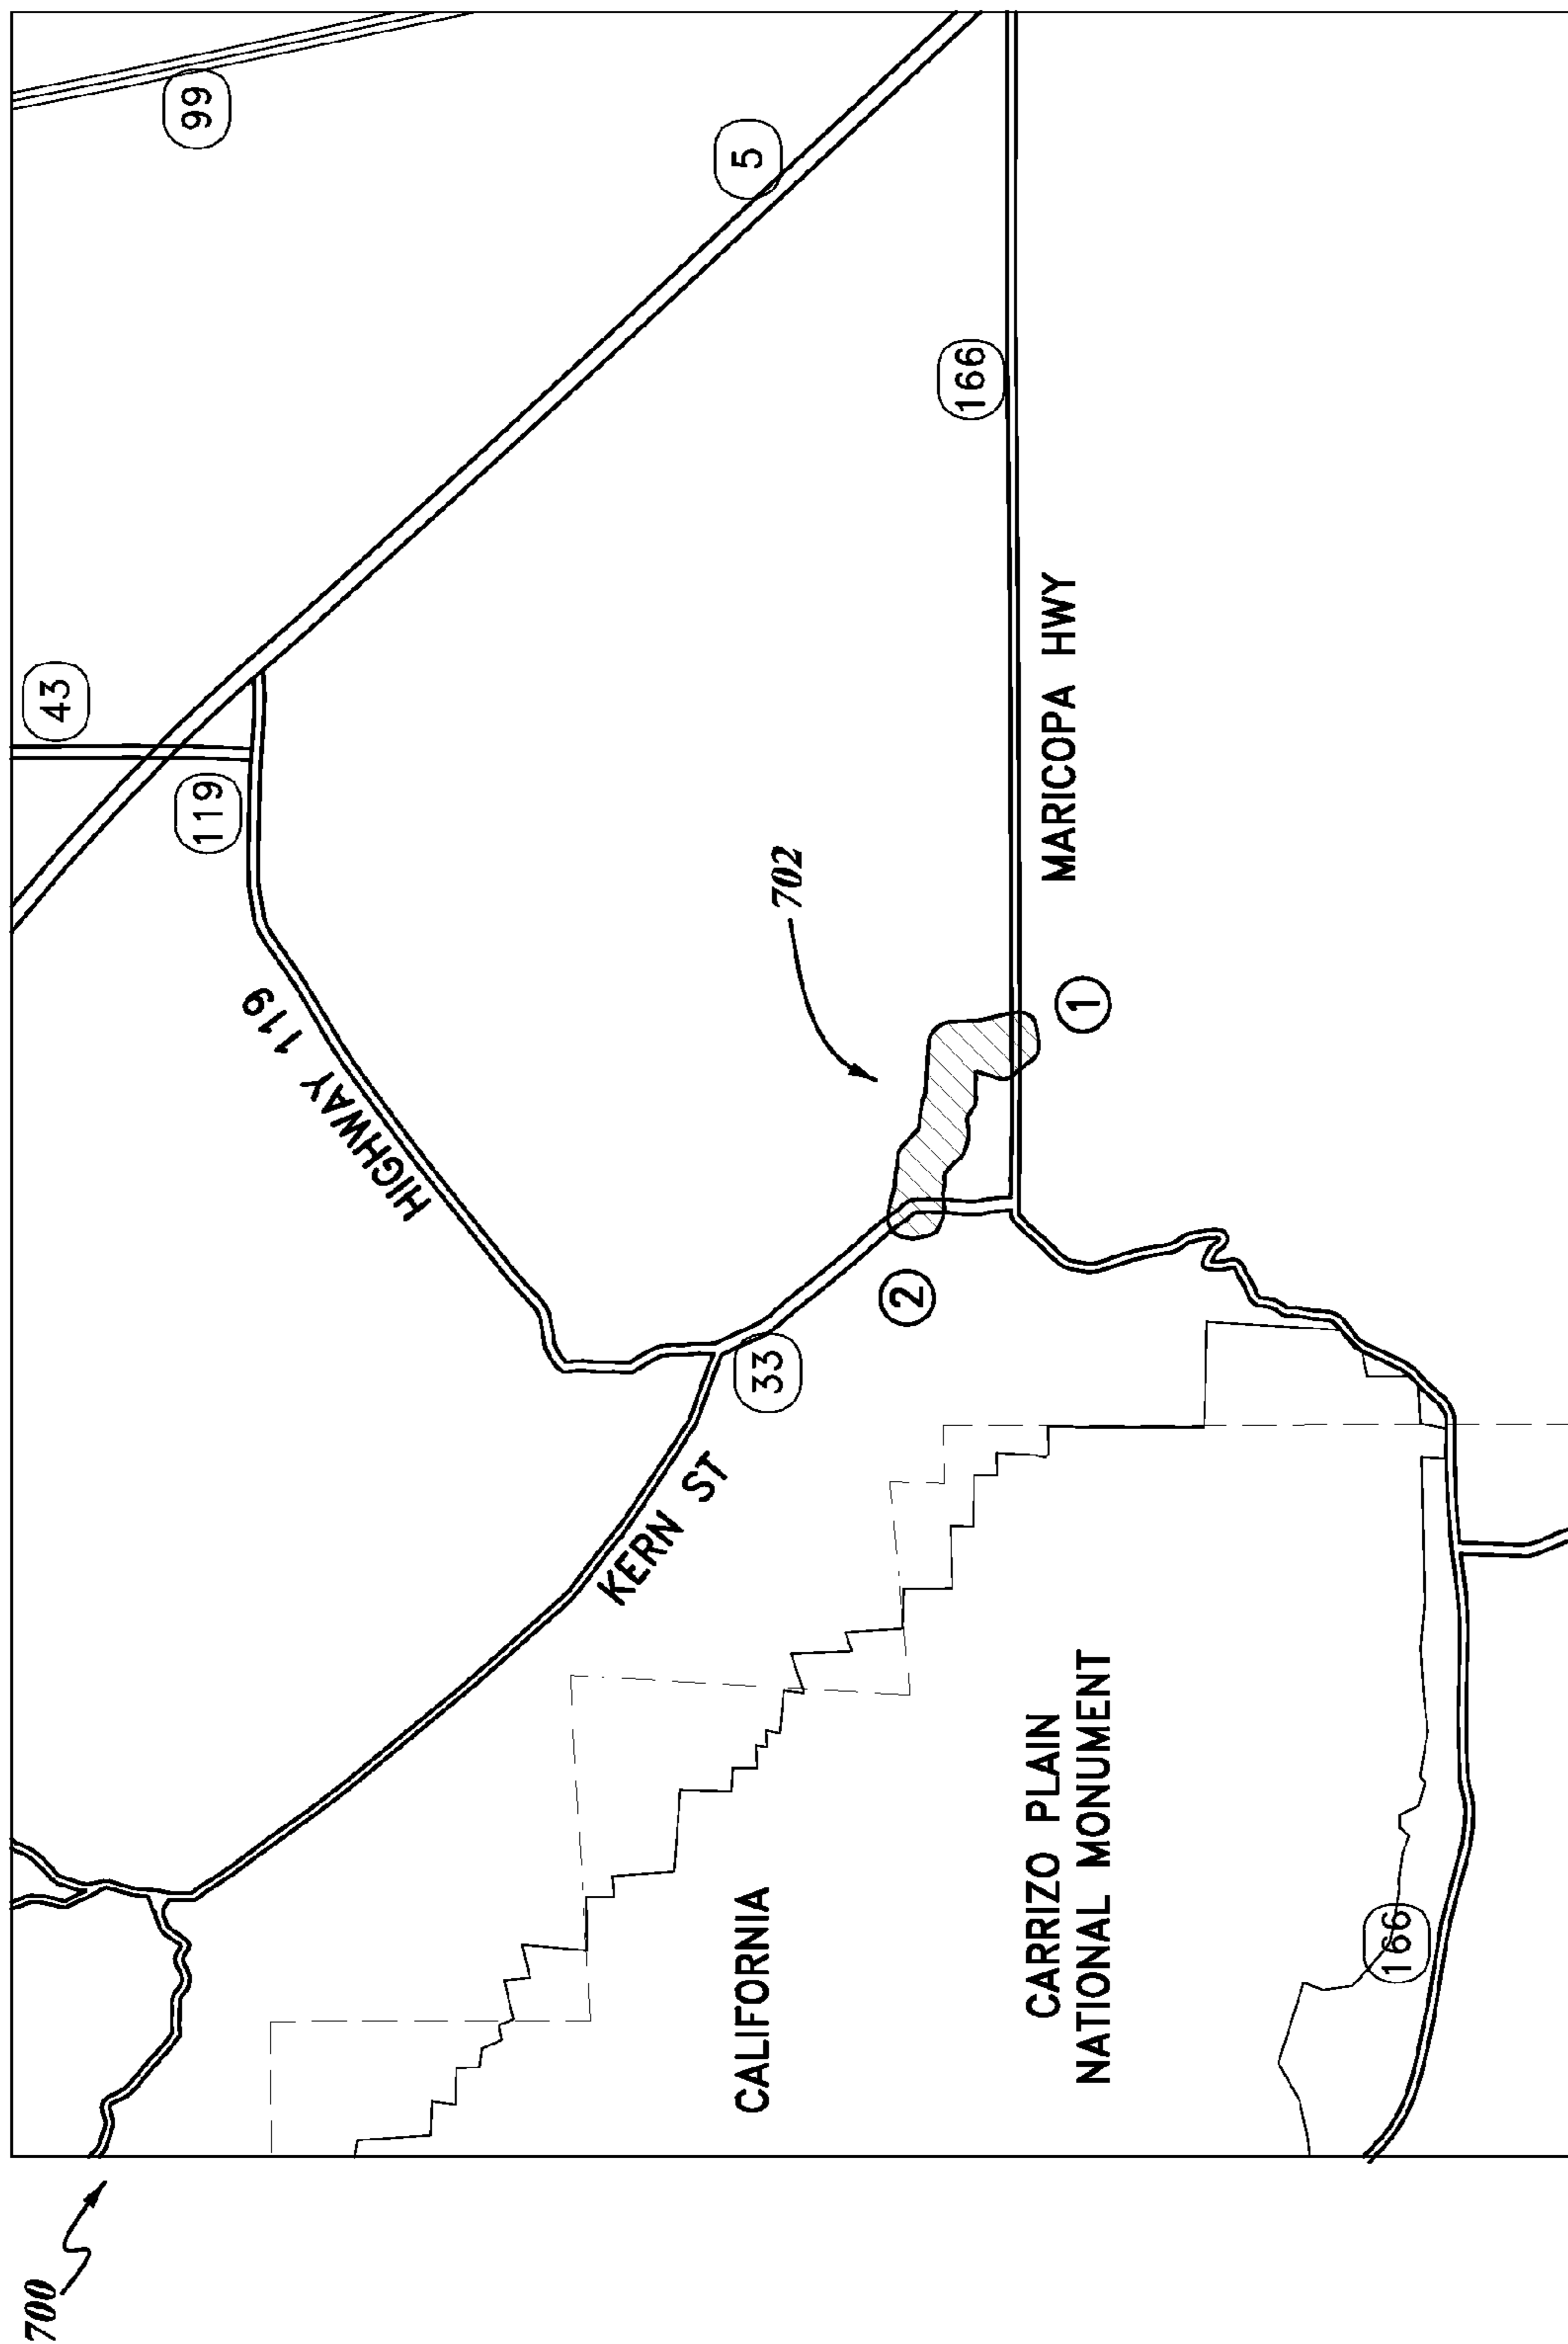 700
43
99
119
HIGHWAY 119
KERN ST
5
33
702
CALIFORNIA
2
166
MARICOPA HWY
1
CARRIZO PLAIN
NATIONAL MONUMENT
166